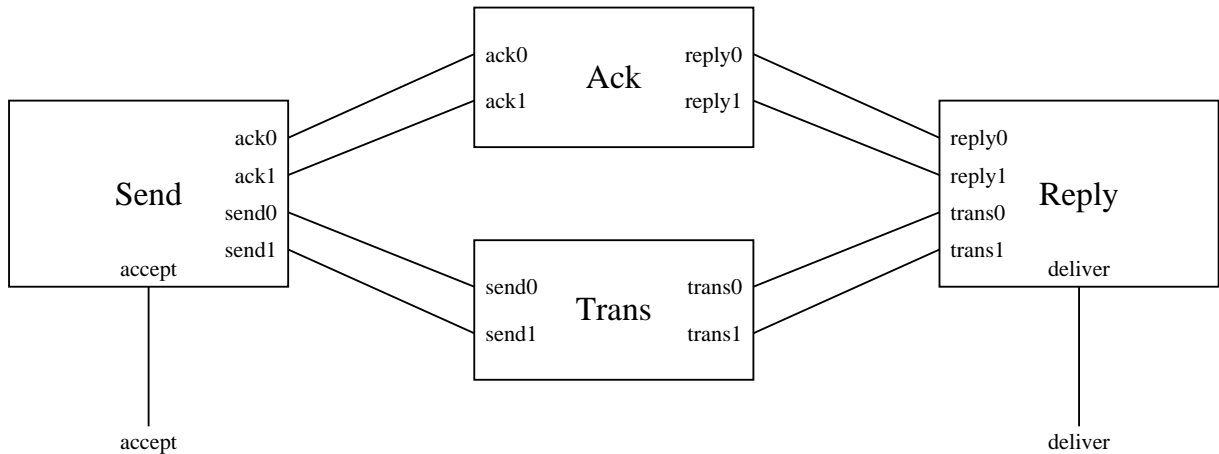 ack0
reply0
Ack
ack1
reply1
ack0
ack1
Send
send0
send1
accept
reply0
reply1
Reply
trans0
trans1
deliver
send0
trans0
Trans
send1
trans1
accept
deliver